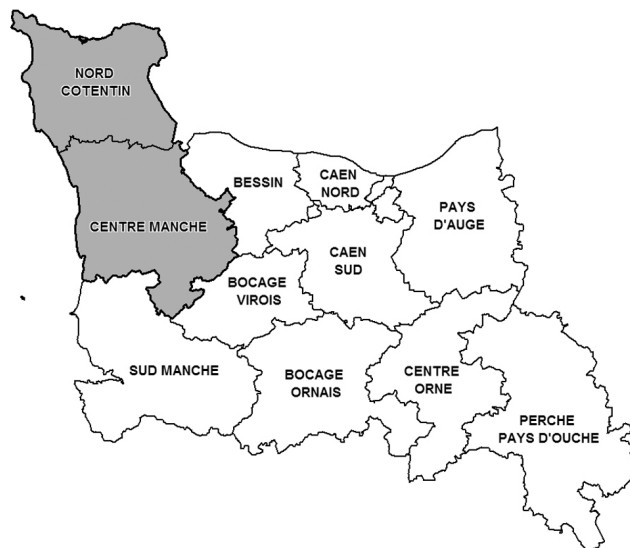 NORD
COTENTIN
CENTRE MANCHE
BESSIN
CAEN
NORD
PAYS
D'AUGE
CAEN
SUD
BOCAGE
VIROIS
SUD MANCHE
BOCAGE
ORNAIS
CENTRE
ORNE
PERCHE
PAYS D'OUCHE